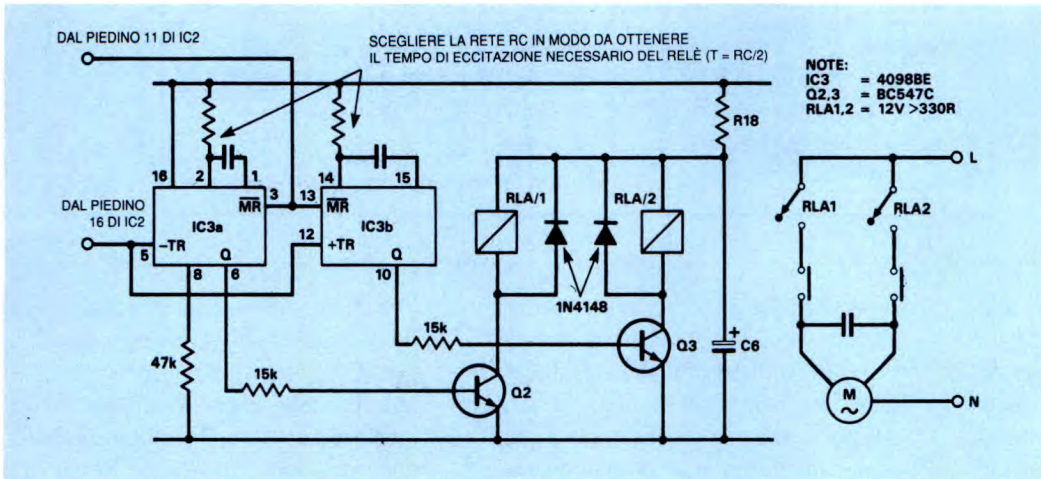 DAL PIEDINO 11 DI IC2
SCEGLIERE LA RETE RC IN MODO DA OTTENERE
IL TEMPO DI ECCITAZIONE NECESSARIO DEL RELÈ (T = RC/2)
NOTE:
IC3 = 4098BE
Q2,3 = BC547C
RLA1,2 = 12V >330R
R18
16
2
1
14
15
RLA/1
RLA/2
L
RLA1
RLA2
DAL PIEDINO
16 DI IC2
MR
3
13
MR
IC3a
IC3b
12
+TR
5
–TR
Q
Q
8
6
10
1N4148
15k
Q3
+
C6
47k
15k
Q2
M
~
N